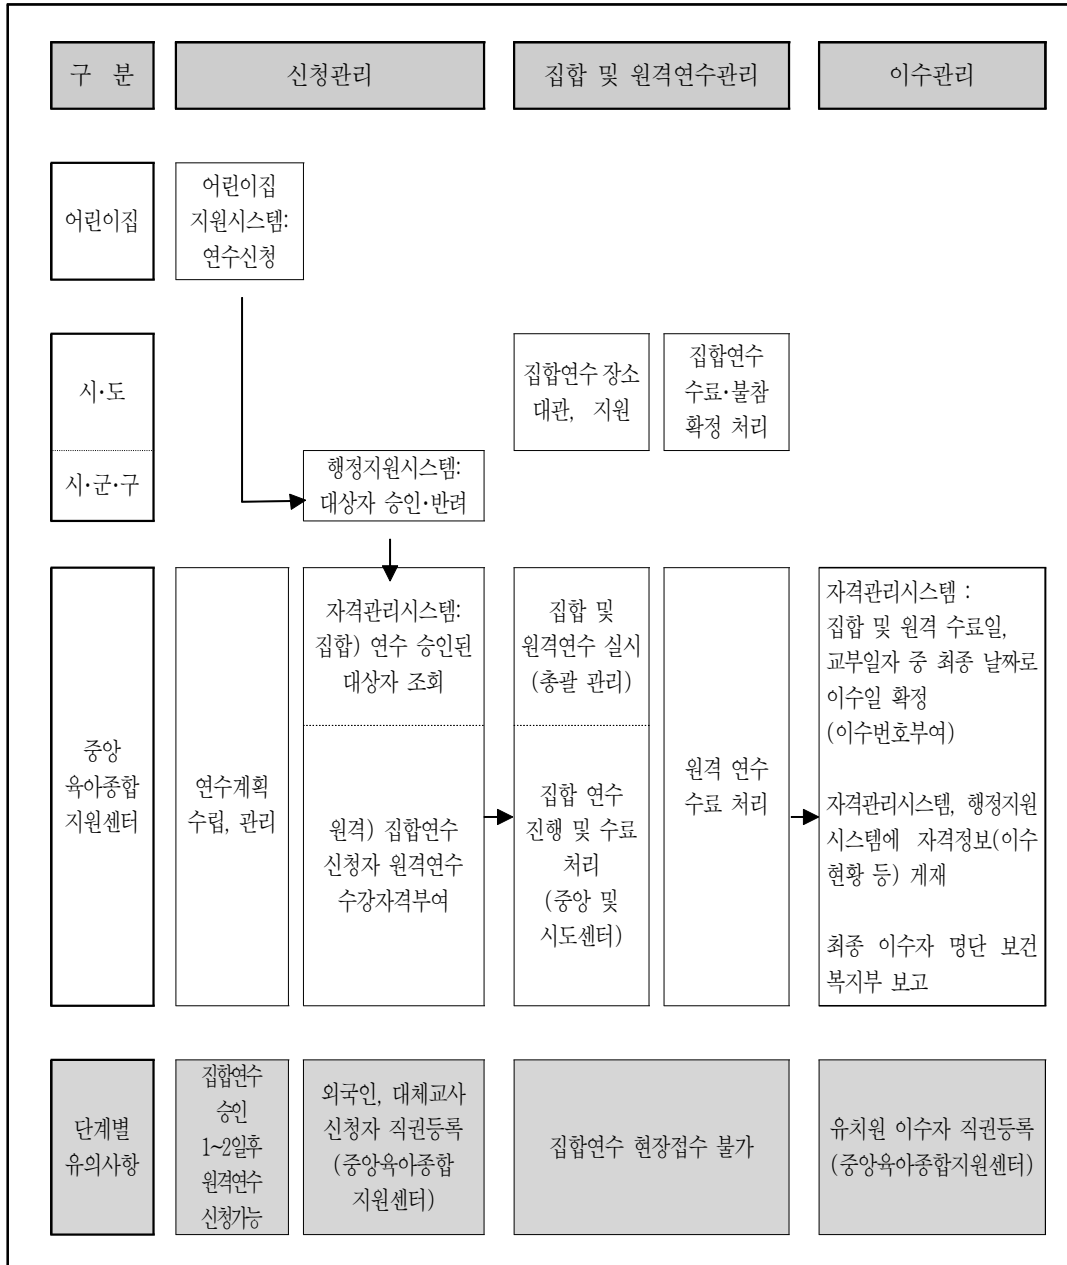 구 분
신청관리
집합 및 원격연수관리
이수관리
어린이집
어린이집
지원시스템:
연수신청
시·도
집합연수 장소
대관, 지원
집합연수
수료·불참
확정 처리
시·군·구
행정지원시스템:
대상자 승인·반려
중앙
육아종합
지원센터
연수계획
수립, 관리
자격관리시스템:
집합) 연수 승인된
대상자 조회
원격) 집합연수
신청자 원격연수
수강자격부여
집합 및
원격연수 실시
(총괄 관리)
집합 연수
진행 및 수료
처리
(중앙 및
시도센터)
원격 연수
수료 처리
자격관리시스템 :
집합 및 원격 수료일,
교부일자 중 최종 날짜로
이수일 확정
(이수번호부여)
자격관리시스템, 행정지원
시스템에 자격정보(이수
현황 등) 게재
최종 이수자 명단 보건
복지부 보고
단계별
유의사항
집합연수
승인
1~2일후
원격연수
신청가능
외국인, 대체교사
신청자 직권등록
(중앙육아종합
지원센터)
집합연수 현장접수 불가
유치원 이수자 직권등록
(중앙육아종합지원센터)